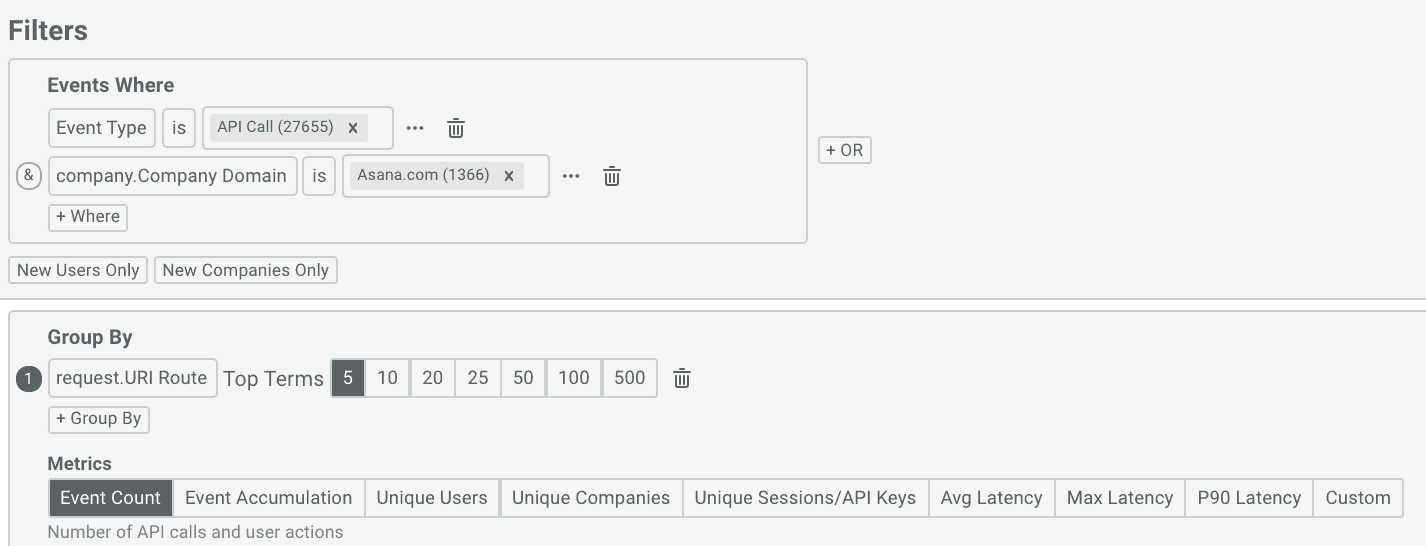 Filters
Events Where
Event Type is API Call (27655) x ...
& company.Company Domain is Asana.com (1366) x ...
+ OR
+ Where
New Users Only New Companies Only
Group By
1 request.URI Route Top Terms 5 10 20 25 50 100 500
+ Group By
Metrics
Event Count Event Accumulation Unique Users Unique Companies Unique Sessions/API Keys Avg Latency Max Latency P90 Latency Custom
Number of API calls and user actions